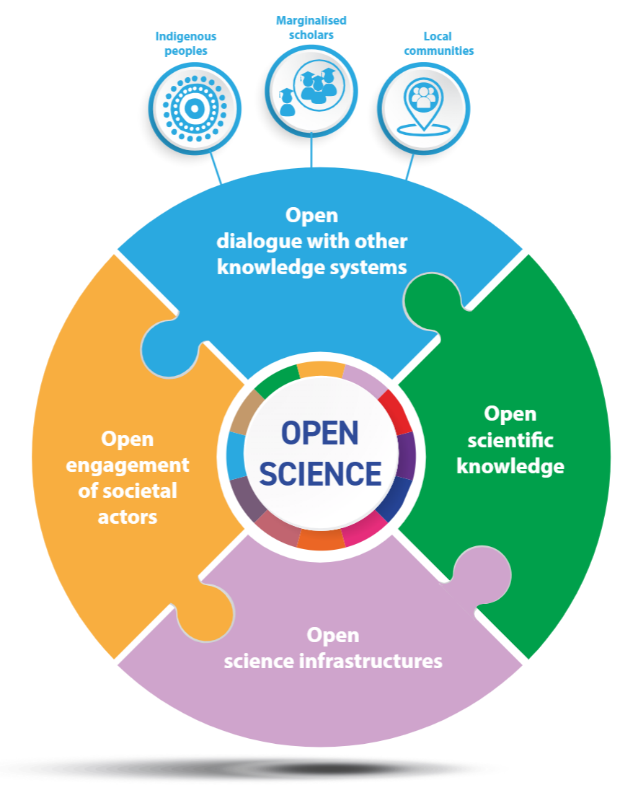 Indigenous
peoples
Marginalised
scholars
Local
communities
Open
dialogue with other
knowledge systems
Open
engagement
of societal
actors
OPEN
SCIENCE
Open
scientific
knowledge
Open
science infrastructures